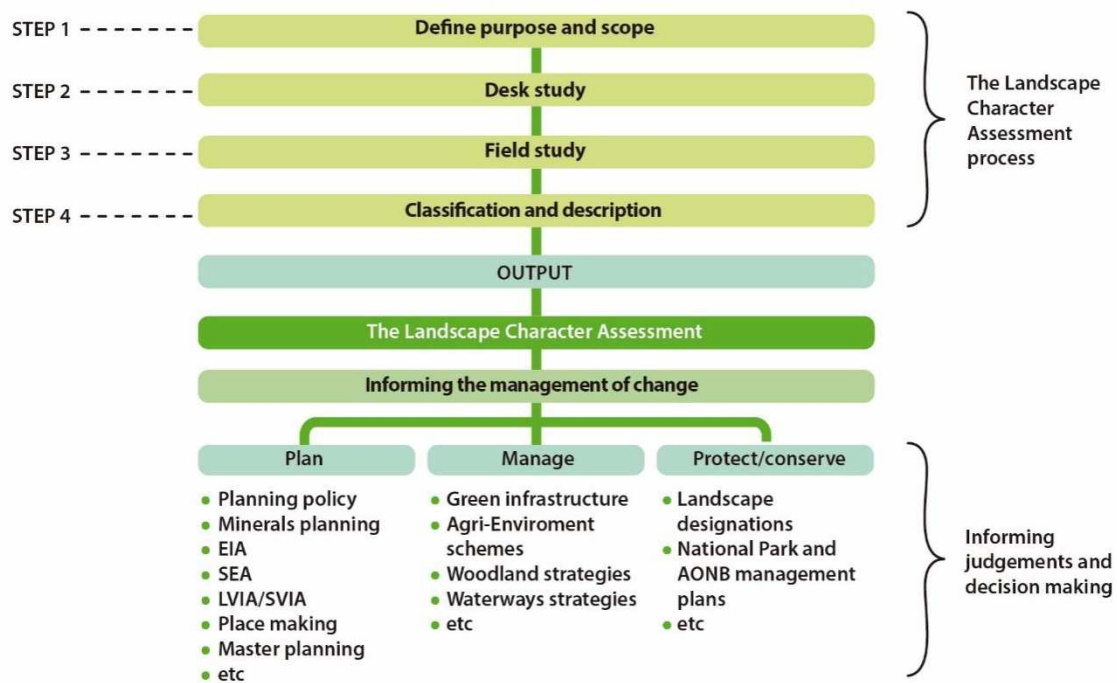 STEP 1
Define purpose and scope
STEP 2
Desk study
STEP 3
Field study
STEP 4
Classification and description
The Landscape
Character
Assessment
process
OUTPUT
The Landscape Character Assessment
Informing the management of change
Plan
Planning policy
Minerals planning
EIA
SEA
LVIA/SVIA
Place making
Master planning
etc
Manage
Green infrastructure
Agri-Enviroment
schemes
Woodland strategies
Waterways strategies
etc
Protect/conserve
Landscape
designations
National Park and
AONB management
plans
etc
Informing
judgements and
decision making